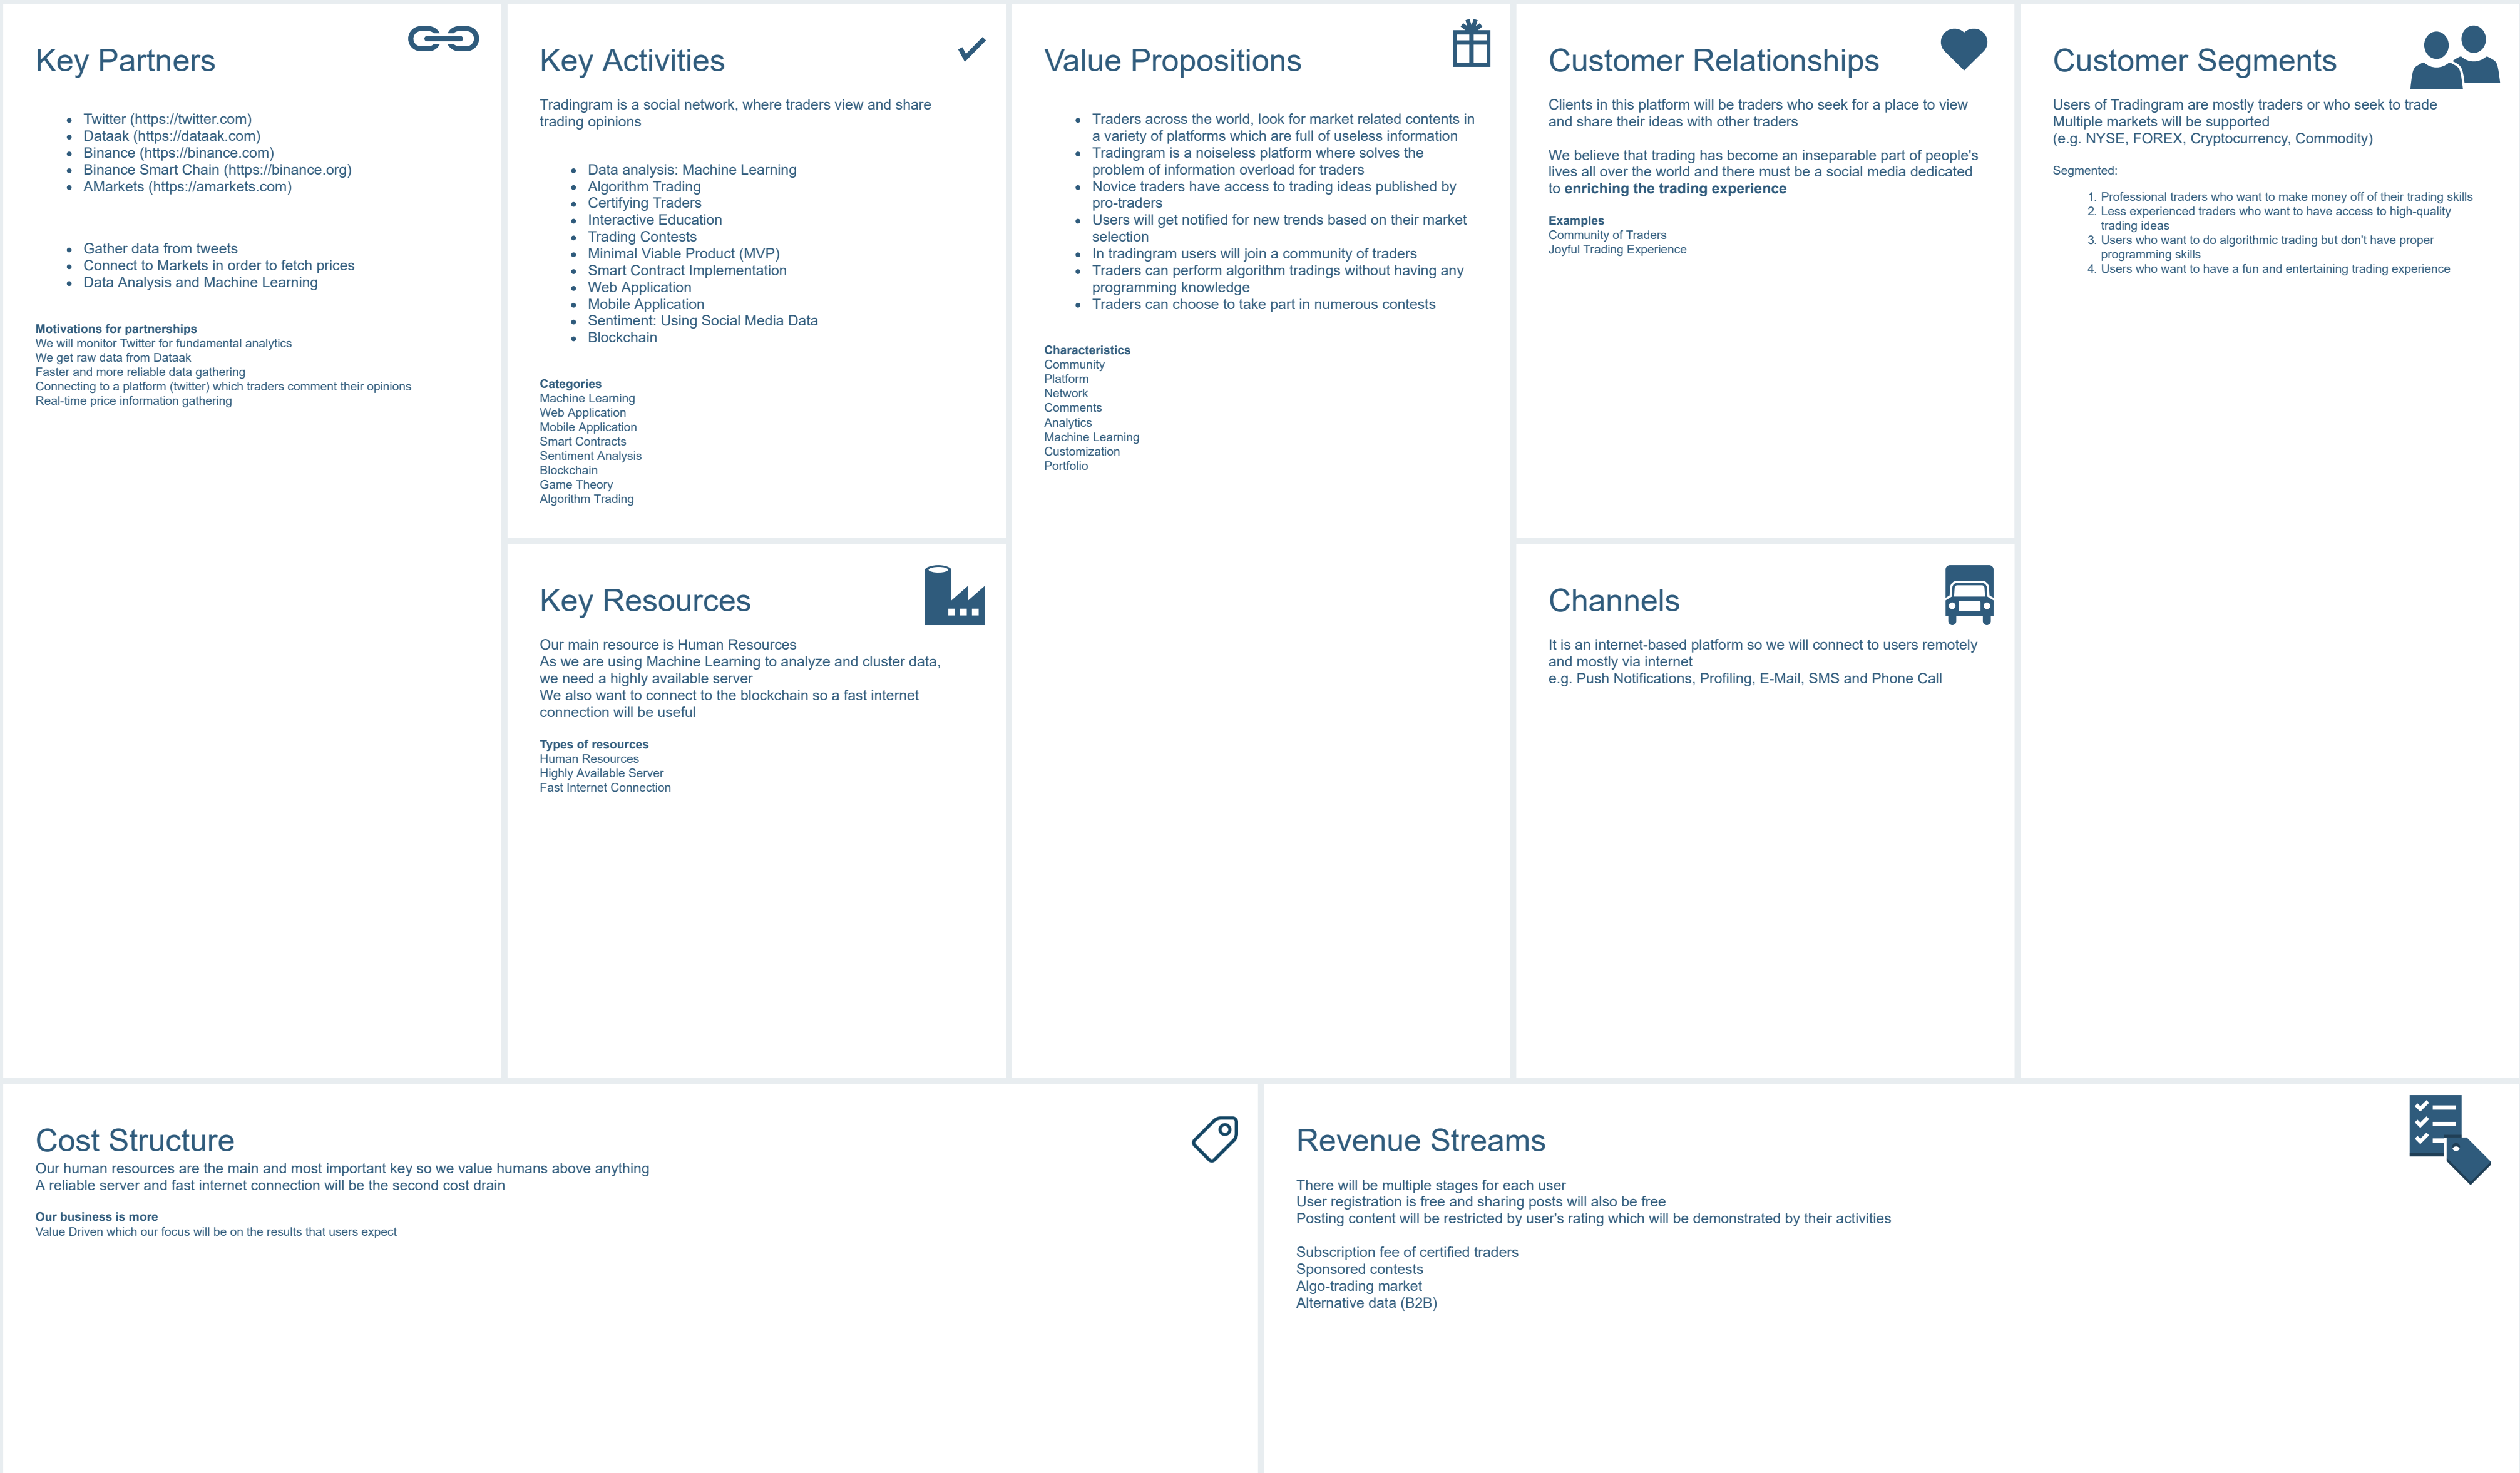 Key Partners
Twitter (https://twitter.com)
Dataak (https://dataak.com)
Binance (https://binance.com)
Binance Smart Chain (https://binance.org)
AMarkets (https://amarkets.com)
Gather data from tweets
Connect to Markets in order to fetch prices
Data Analysis and Machine Learning
Motivations for partnerships
We will monitor Twitter for fundamental analytics
We get raw data from Dataak
Faster and more reliable data gathering
Connecting to a platform (twitter) which traders comment their opinions
Real-time price information gathering
Key Activities
Tradingram is a social network, where traders view and share
trading opinions
Data analysis: Machine Learning
Algorithm Trading
Certifying Traders
Interactive Education
Trading Contests
Minimal Viable Product (MVP)
Smart Contract Implementation
Web Application
Mobile Application
Sentiment: Using Social Media Data
Blockchain
Categories
Machine Learning
Web Application
Mobile Application
Smart Contracts
Sentiment Analysis
Blockchain
Game Theory
Algorithm Trading
Key Resources
Our main resource is Human Resources
As we are using Machine Learning to analyze and cluster data,
we need a highly available server
We also want to connect to the blockchain so a fast internet
connection will be useful
Types of resources
Human Resources
Highly Available Server
Fast Internet Connection
Value Propositions
Traders across the world, look for market related contents in
a variety of platforms which are full of useless information
Tradingram is a noiseless platform where solves the
problem of information overload for traders
Novice traders have access to trading ideas published by
pro-traders
Users will get notified for new trends based on their market
selection
In tradingram users will join a community of traders
Traders can perform algorithm tradings without having any
programming knowledge
Traders can choose to take part in numerous contests
Characteristics
Community
Platform
Network
Comments
Analytics
Machine Learning
Customization
Portfolio
Customer Relationships
Clients in this platform will be traders who seek for a place to view
and share their ideas with other traders
We believe that trading has become an inseparable part of people's
lives all over the world and there must be a social media dedicated
to enriching the trading experience
Examples
Community of Traders
Joyful Trading Experience
Channels
It is an internet-based platform so we will connect to users remotely
and mostly via internet
e.g. Push Notifications, Profiling, E-Mail, SMS and Phone Call
Customer Segments
Users of Tradingram are mostly traders or who seek to trade
Multiple markets will be supported
(e.g. NYSE, FOREX, Cryptocurrency, Commodity)
Segmented:
1. Professional traders who want to make money off of their trading skills
2. Less experienced traders who want to have access to high-quality
trading ideas
3. Users who want to do algorithmic trading but don't have proper
programming skills
4. Users who want to have a fun and entertaining trading experience
Cost Structure
Our human resources are the main and most important key so we value humans above anything
A reliable server and fast internet connection will be the second cost drain
Our business is more
Value Driven which our focus will be on the results that users expect
Revenue Streams
There will be multiple stages for each user
User registration is free and sharing posts will also be free
Posting content will be restricted by user's rating which will be demonstrated by their activities
Subscription fee of certified traders
Sponsored contests
Algo-trading market
Alternative data (B2B)